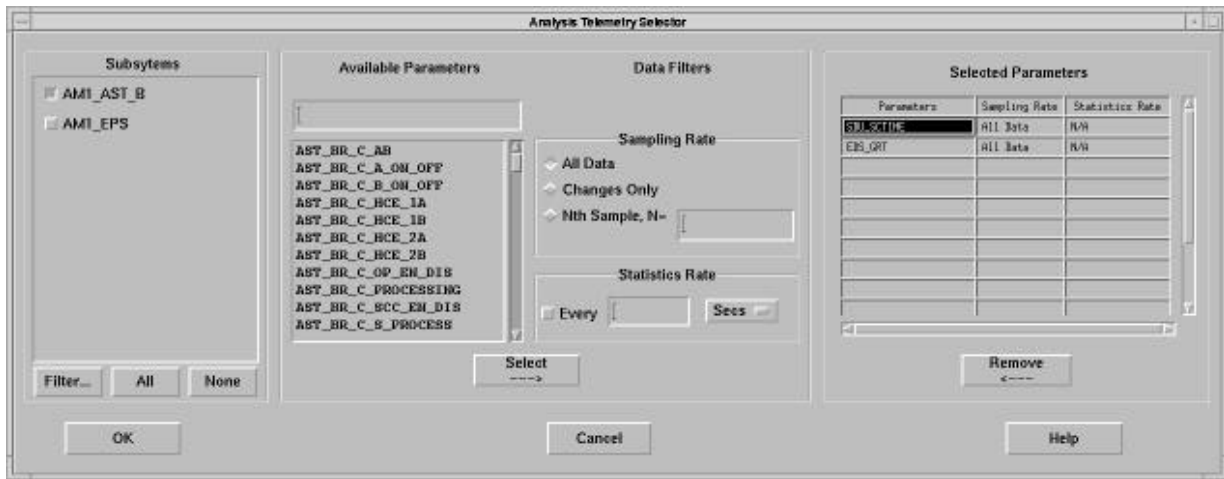 Analysis Telemetry Selector
Subsytems
AM1_AST_B
AM1_EPS
Filter...
All
None
Available Parameters
AST_BR_C_AB
AST_BR_C_A_ON_OFF
AST_BR_C_B_ON_OFF
AST_BR_C_HCE_1A
AST_BR_C_HCE_1B
AST_BR_C_HCE_2A
AST_BR_C_HCE_2B
AST_BR_C_OP_EN_DIS
AST_BR_C_PROCESSING
AST_BR_C_SCC_EN_DIS
AST_BR_C_S_PROCESS
Data Filters
Sampling Rate
All Data
Changes Only
Nth Sample, N=
Statistics Rate
Every
Secs
Select
---->
Selected Parameters
Parameters Sampling Rate Statistics Rate
All Data N/A
All Data N/A
Remove
<----
OK
Cancel
Help